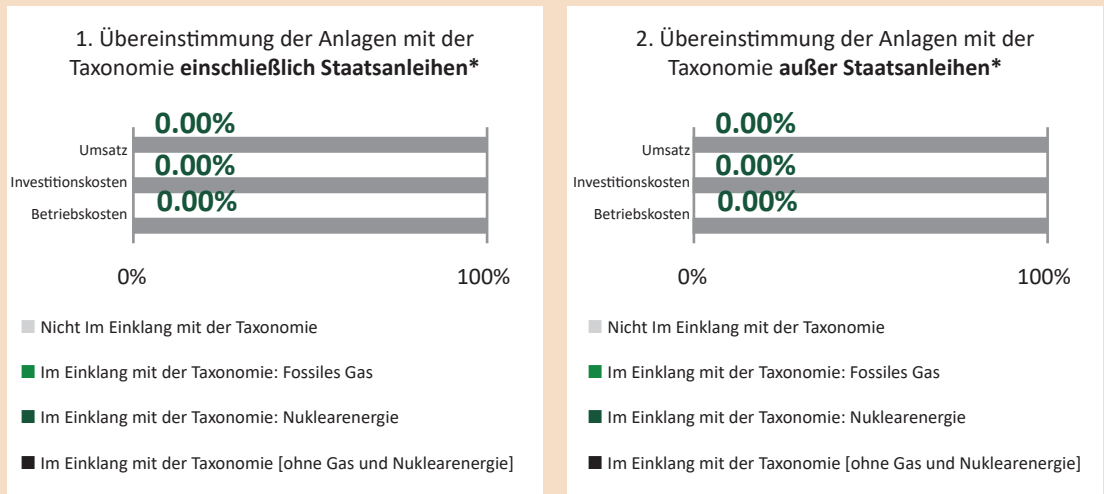 1. Übereinstimmung der Anlagen mit der
Taxonomie einschließlich Staatsanleihen*
0.00%
Umsatz
0.00%
Investitionskosten
0.00%
Betriebskosten
0% 100%
Nicht Im Einklang mit der Taxonomie
Im Einklang mit der Taxonomie: Fossiles Gas
Im Einklang mit der Taxonomie: Nuklearenergie
Im Einklang mit der Taxonomie [ohne Gas und Nuklearenergie]
2. Übereinstimmung der Anlagen mit der
Taxonomie außer Staatsanleihen*
0.00%
Umsatz
0.00%
Investitionskosten
0.00%
Betriebskosten
0% 100%
Nicht Im Einklang mit der Taxonomie
Im Einklang mit der Taxonomie: Fossiles Gas
Im Einklang mit der Taxonomie: Nuklearenergie
Im Einklang mit der Taxonomie [ohne Gas und Nuklearenergie]